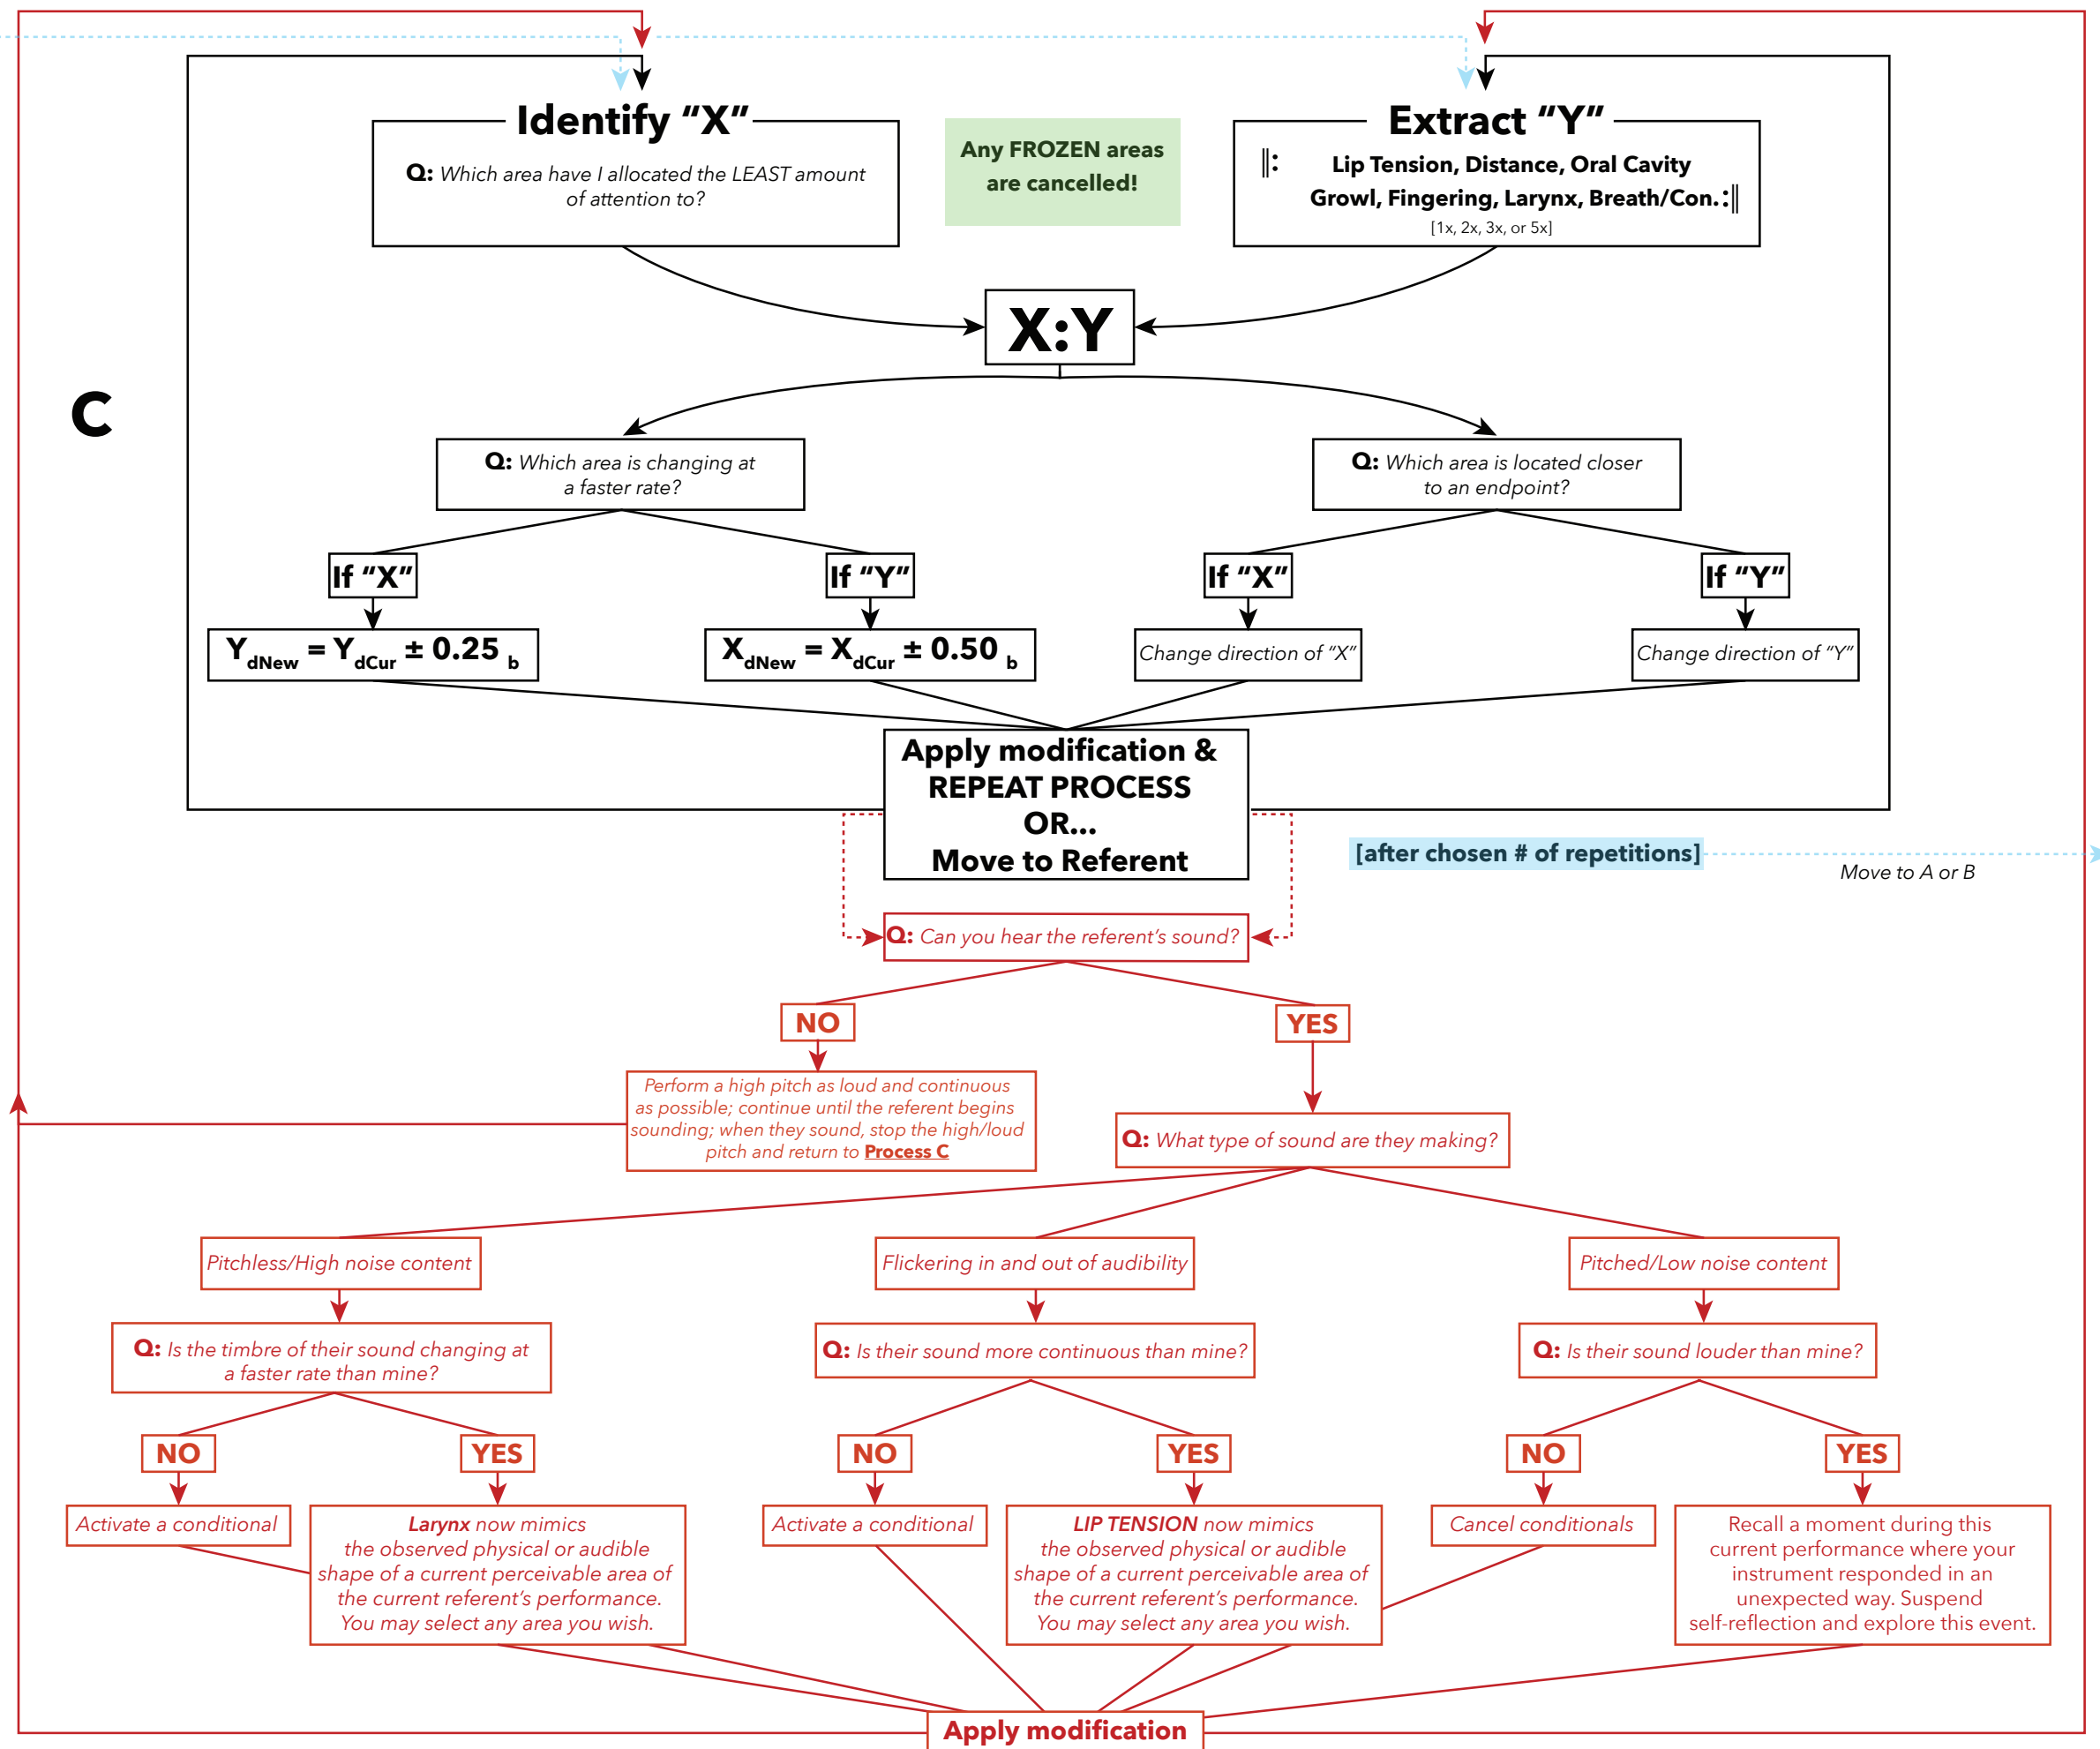 Identify “X”
Q: Which area have I allocated the LEAST amount
of attention to?
Any FROZEN areas
are cancelled!
Extract “Y”
‖: Lip Tension, Distance, Oral Cavity
Growl, Fingering, Larynx, Breath/Con. :‖
[1x, 2x, 3x, or 5x]
X:Y
C
Q: Which area is changing at
a faster rate?
Q: Which area is located closer
to an endpoint?
If “X”
If “Y”
If “X”
If “Y”
YdNew = YdCur ± 0.25 b
XdNew = XdCur ± 0.50 b
Change direction of “X”
Change direction of “Y”
Apply modification &
REPEAT PROCESS
OR...
Move to Referent
[after chosen # of repetitions]
Move to A or B
Q: Can you hear the referent’s sound?
NO
YES
Perform a high pitch as loud and continuous
as possible; continue until the referent begins
sounding; when they sound, stop the high/loud
pitch and return to Process C
Q: What type of sound are they making?
Pitchless/High noise content
Flickering in and out of audibility
Pitched/Low noise content
Q: Is the timbre of their sound changing at
a faster rate than mine?
Q: Is their sound more continuous than mine?
Q: Is their sound louder than mine?
NO
YES
NO
YES
NO
YES
Activate a conditional
Larynx now mimics
the observed physical or audible
shape of a current perceivable area of
the current referent’s performance.
You may select any area you wish.
Activate a conditional
LIP TENSION now mimics
the observed physical or audible
shape of a current perceivable area of
the current referent’s performance.
You may select any area you wish.
Cancel conditionals
Recall a moment during this
current performance where your
instrument responded in an
unexpected way. Suspend
self-reflection and explore this event.
Apply modification